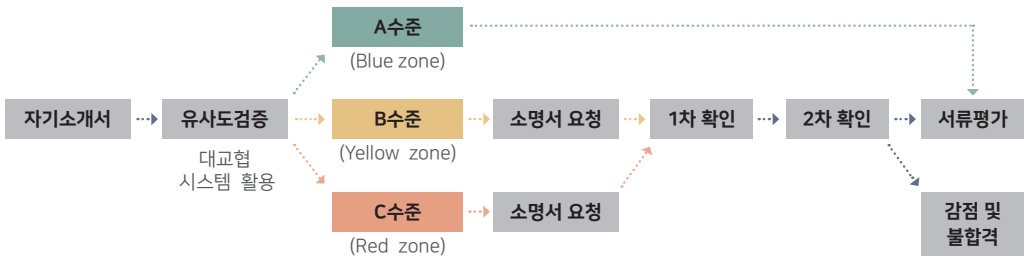 A수준
(Blue zone)
자기소개서
유사도검증
대교협
시스템 활용
B수준
(Yellow zone)
소명서 요청
1차 확인
2차 확인
서류평가
C수준
(Red zone)
소명서 요청
감점 및
불합격